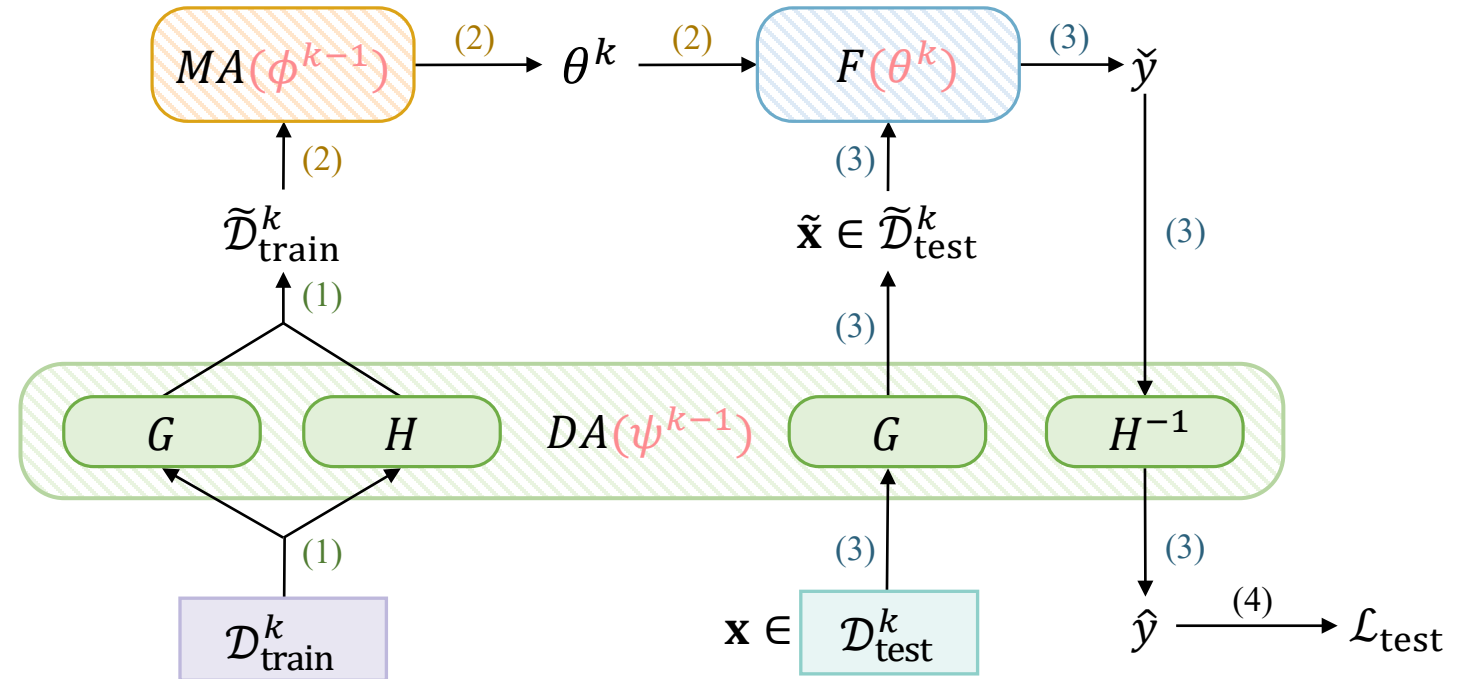 MA(ϕ^{k−1}) (2) θ^k (2) F(θ^k) (3) y̌
(2) (3)
𝒟̃^k_train 𝐱̃ ∈ 𝒟̃^k_test (3)
(1) (3)
G H DA(ψ^{k−1}) G H^{−1}
(1) (3) (3)
𝒟^k_train 𝐱 ∈ 𝒟^k_test ŷ (4) ℒ_test